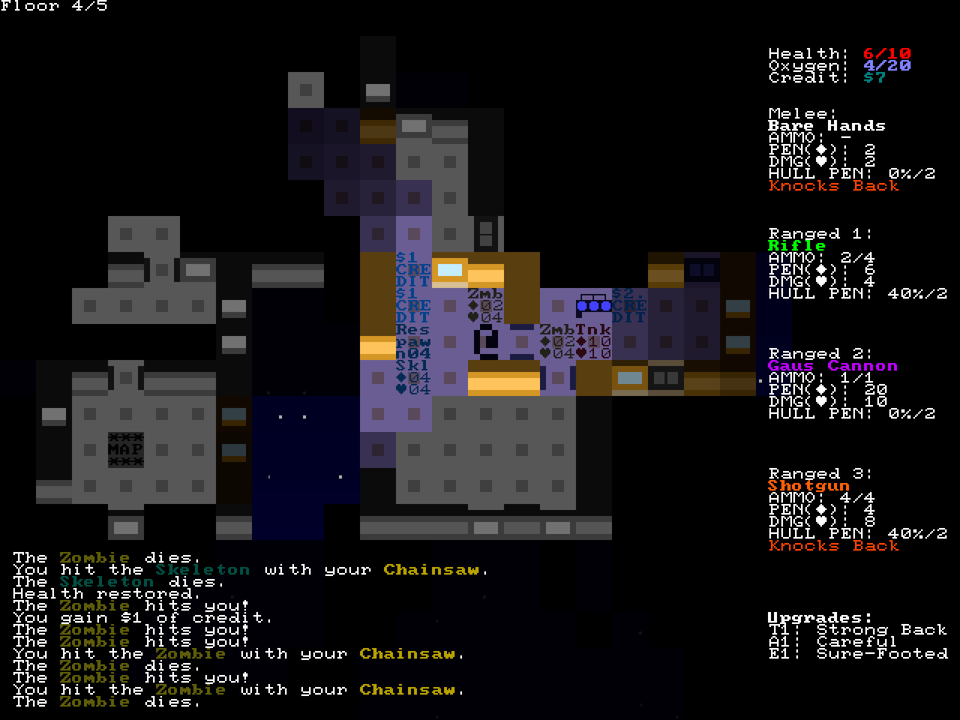 Floor 4/5
Health: 6/10
Oxygen: 4/20
Credit: $7
Melee:
Bare Hands
AMMO: -
PEN(♦): 2
DMG(♥): 2
HULL PEN: 0%/2
Knocks Back
Ranged 1:
Rifle
AMMO: 2/4
PEN(♦): 6
DMG(♥): 4
HULL PEN: 40%/2
Ranged 2:
Gaus Cannon
AMMO: 1/1
PEN(♦): 20
DMG(♥): 10
HULL PEN: 0%/2
Ranged 3:
Shotgun
AMMO: 4/4
PEN(♦): 4
DMG(♥): 8
HULL PEN: 40%/2
Knocks Back
Upgrades:
T1: Strong Back
A1: Careful
E1: Sure-Footed
$1
CRE
DIT
$1
CRE
DIT
Zmb
♦02
♥04
$2.
CRE
DIT
Res
paw
n04
Zmb
♦02
♥04
Tnk
♦10
♥10
Skl
♦04
♥04
MAP
The Zombie dies.
You hit the Skeleton with your Chainsaw.
The Skeleton dies.
Health restored.
The Zombie hits you!
You gain $1 of credit.
The Zombie hits you!
The Zombie hits you!
You hit the Zombie with your Chainsaw.
The Zombie dies.
The Zombie hits you!
You hit the Zombie with your Chainsaw.
The Zombie dies.